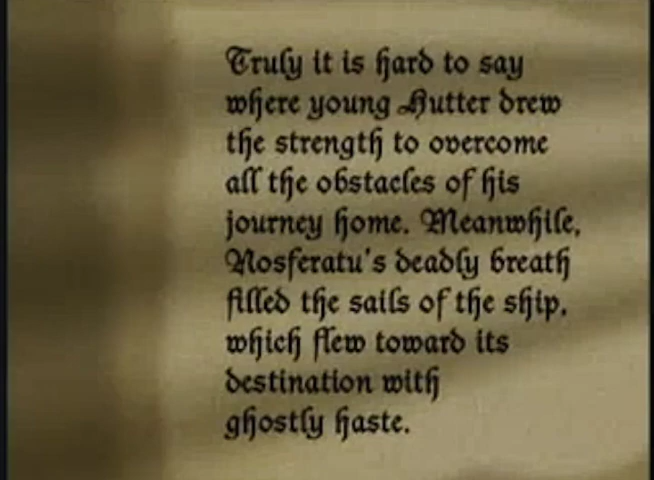 Truly it is hard to say
where young Hutter drew
the strength to overcome
all the obstacles of his
journey home. Meanwhile,
Nosferatu's deadly breath
filled the sails of the ship,
which flew toward its
destination with
ghostly haste.